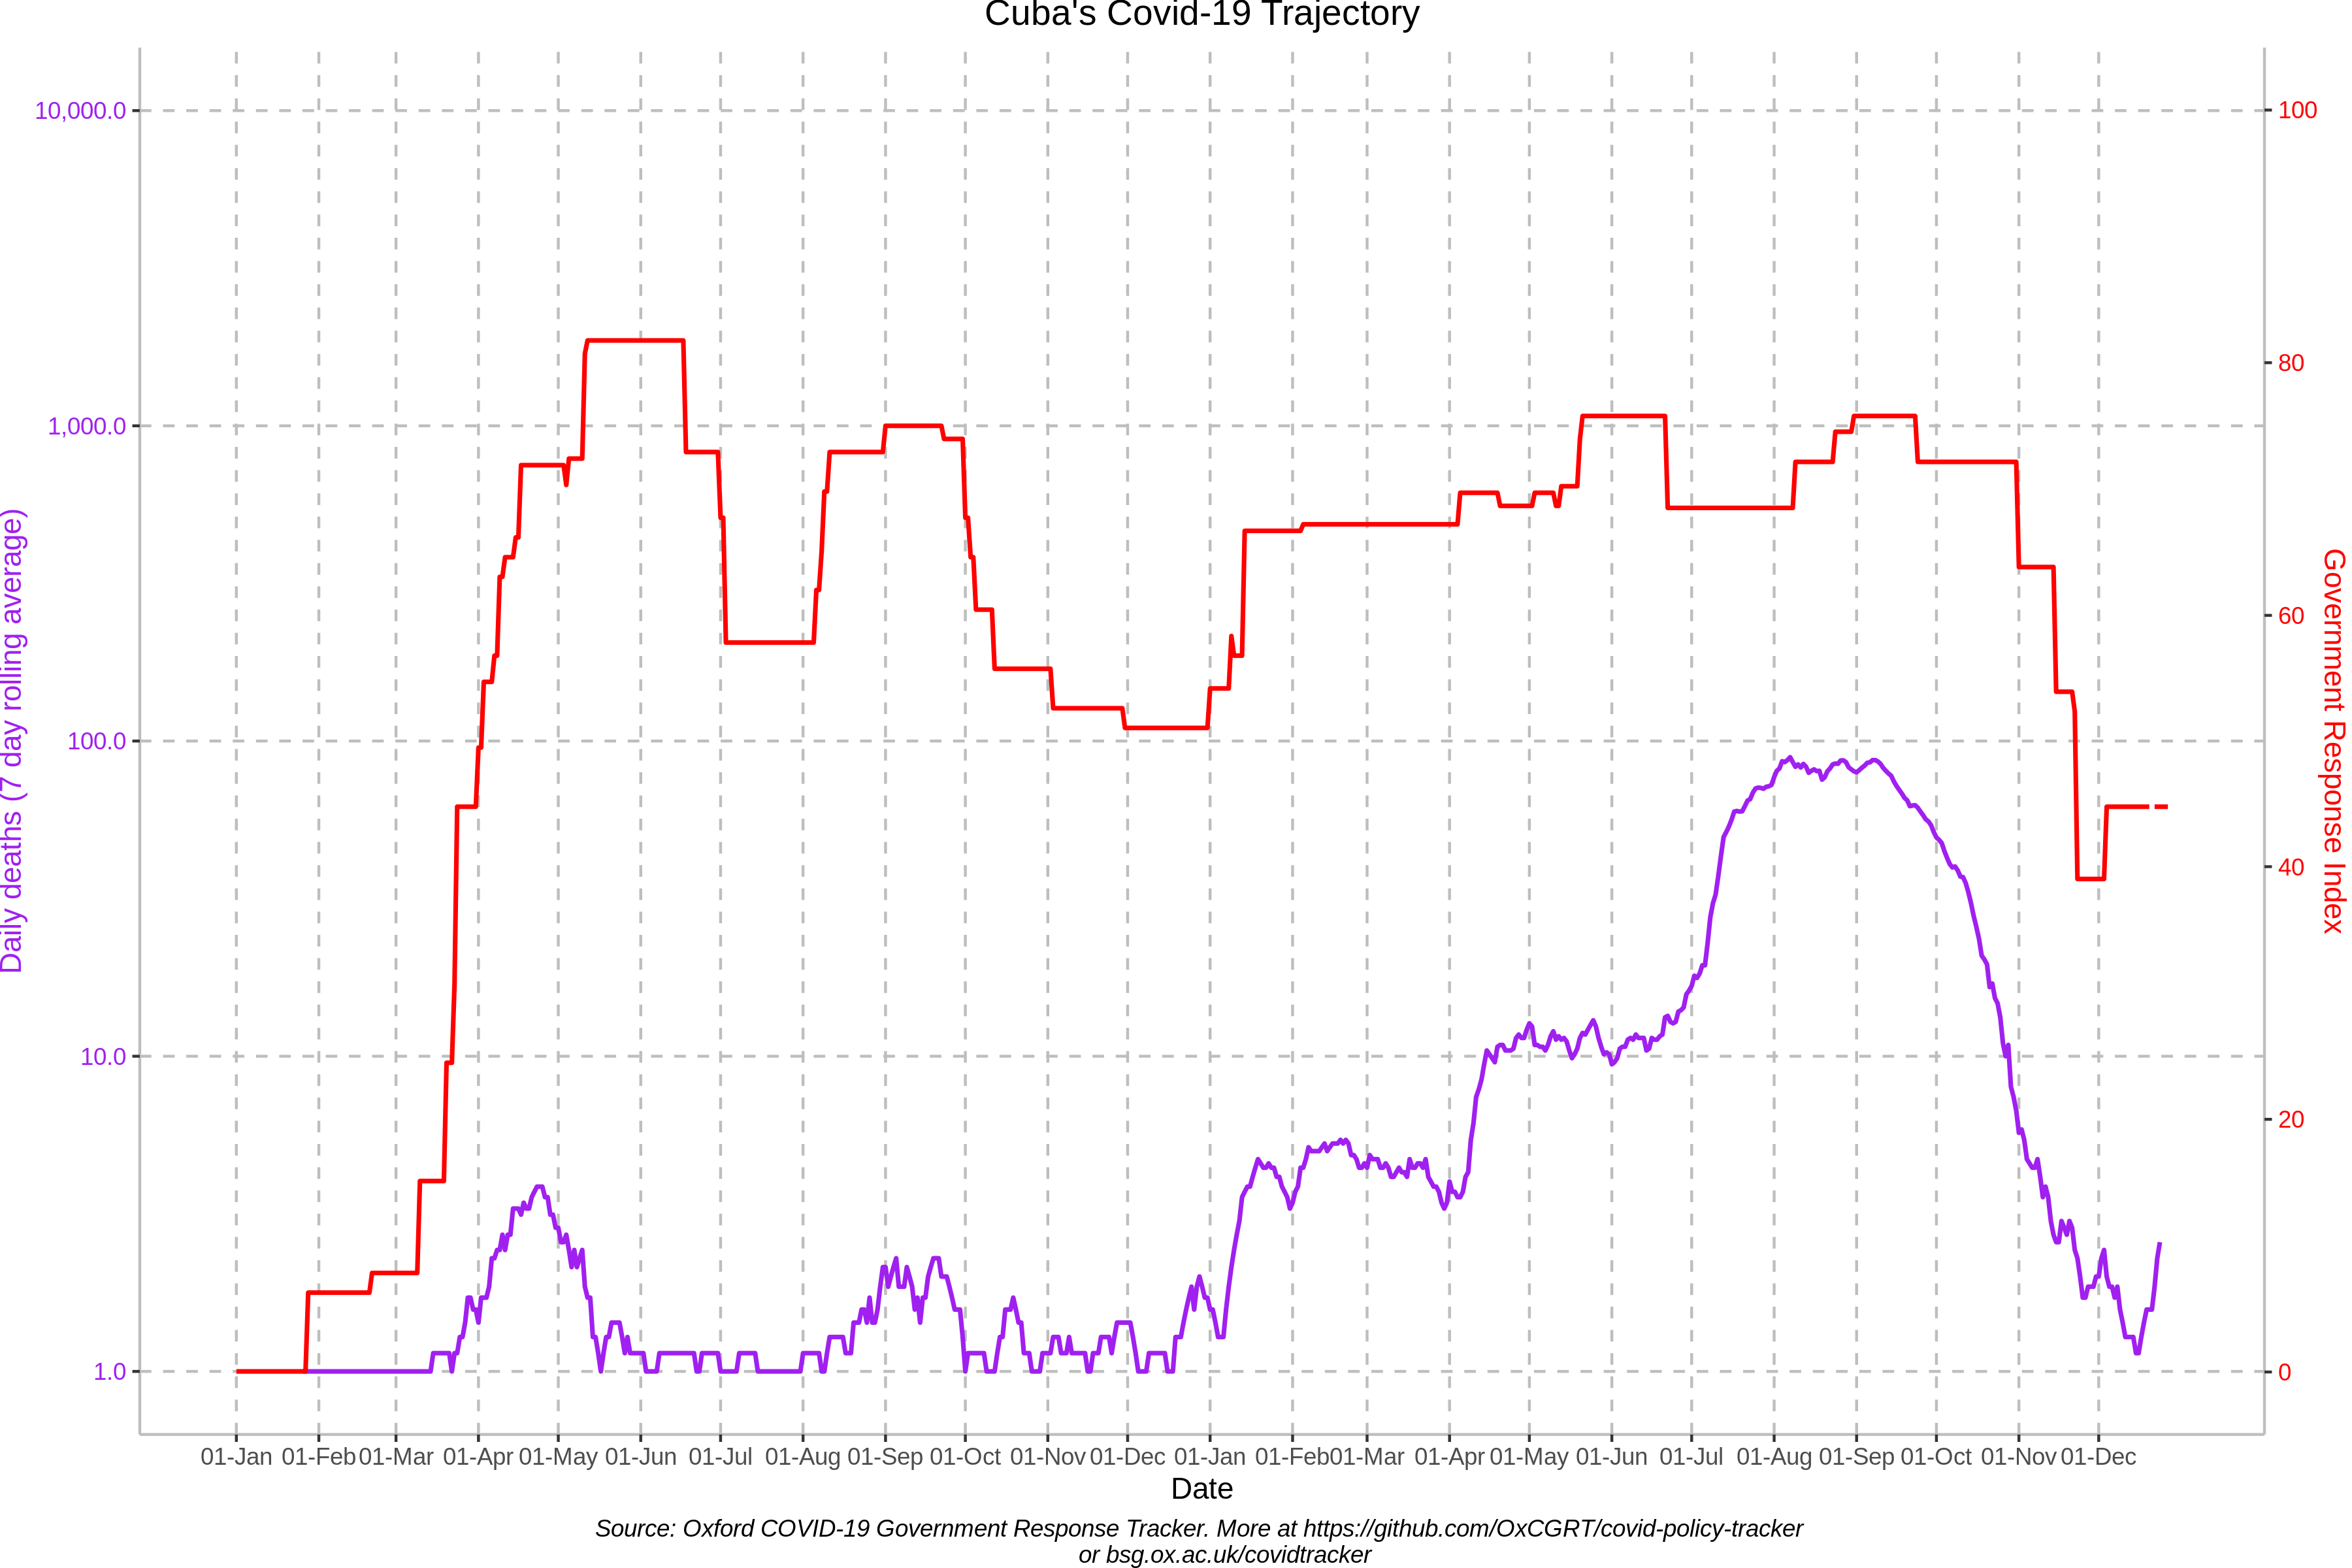 Cuba's Covid-19 Trajectory
10,000.0
1,000.0
100.0
10.0
1.0
Daily deaths (7 day rolling average)
100
80
60
40
20
0
Government Response Index
01-Jan 01-Feb 01-Mar 01-Apr 01-May 01-Jun 01-Jul 01-Aug 01-Sep 01-Oct 01-Nov 01-Dec 01-Jan 01-Feb 01-Mar 01-Apr 01-May 01-Jun 01-Jul 01-Aug 01-Sep 01-Oct 01-Nov 01-Dec
Date
Source: Oxford COVID-19 Government Response Tracker. More at https://github.com/OxCGRT/covid-policy-tracker
or bsg.ox.ac.uk/covidtracker